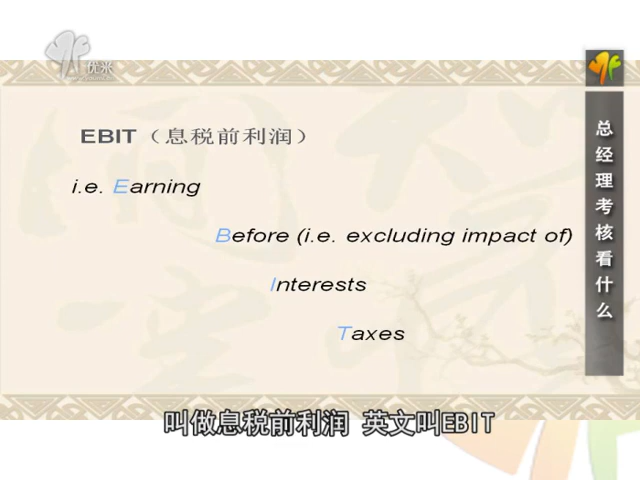 优米
EBIT（息税前利润）
i.e. Earning
Before (i.e. excluding impact of)
Interests
Taxes
总经理考核看什么
叫做息税前利润 英文叫EBIT